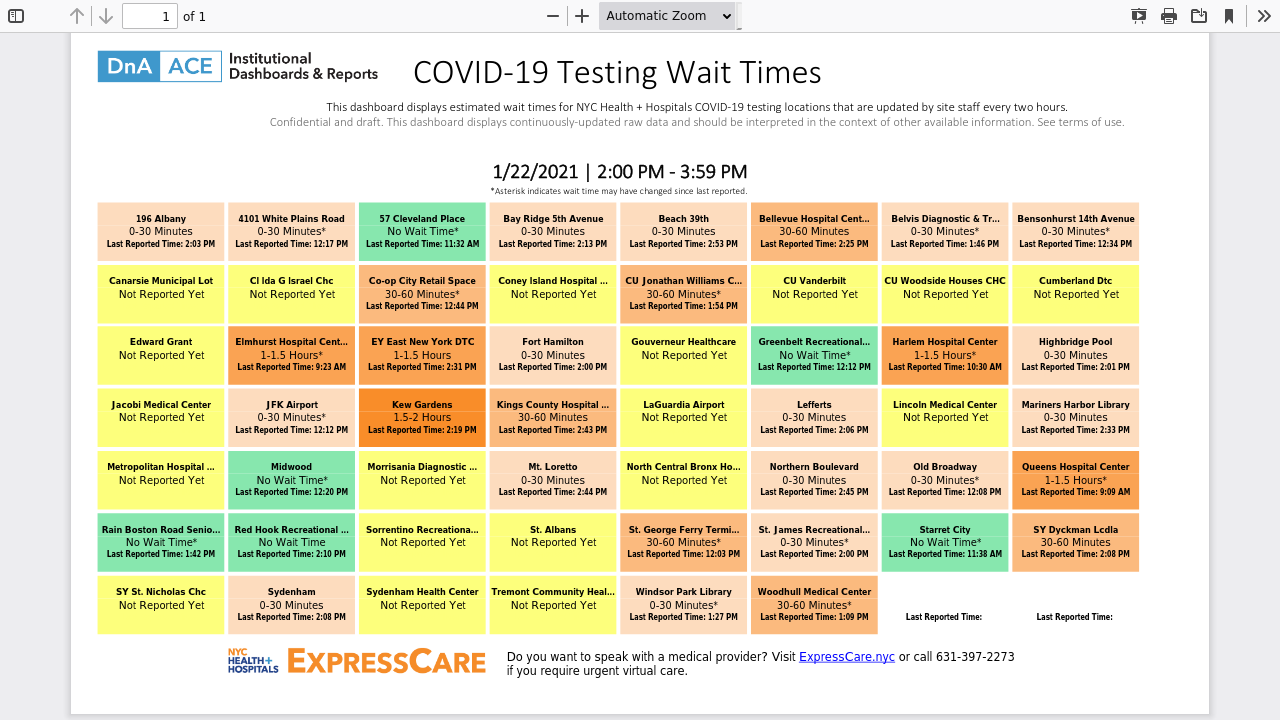 1 of 1 Automatic Zoom
DnA ACE Institutional
Dashboards & Reports
COVID-19 Testing Wait Times
This dashboard displays estimated wait times for NYC Health + Hospitals COVID-19 testing locations that are updated by site staff every two hours.
Confidential and draft. This dashboard displays continuously-updated raw data and should be interpreted in the context of other available information. See terms of use.
1/22/2021 | 2:00 PM - 3:59 PM
*Asterisk indicates wait time may have changed since last reported.
196 Albany
0-30 Minutes
Last Reported Time: 2:03 PM
4101 White Plains Road
0-30 Minutes*
Last Reported Time: 12:17 PM
57 Cleveland Place
No Wait Time*
Last Reported Time: 11:32 AM
Bay Ridge 5th Avenue
0-30 Minutes
Last Reported Time: 2:13 PM
Beach 39th
0-30 Minutes
Last Reported Time: 2:53 PM
Bellevue Hospital Cent...
30-60 Minutes
Last Reported Time: 2:25 PM
Belvis Diagnostic & Tr...
0-30 Minutes*
Last Reported Time: 1:46 PM
Bensonhurst 14th Avenue
0-30 Minutes*
Last Reported Time: 12:34 PM
Canarsie Municipal Lot
Not Reported Yet
Cl Ida G Israel Chc
Not Reported Yet
Co-op City Retail Space
30-60 Minutes*
Last Reported Time: 12:44 PM
Coney Island Hospital ...
Not Reported Yet
CU Jonathan Williams C...
30-60 Minutes*
Last Reported Time: 1:54 PM
CU Vanderbilt
Not Reported Yet
CU Woodside Houses CHC
Not Reported Yet
Cumberland Dtc
Not Reported Yet
Edward Grant
Not Reported Yet
Elmhurst Hospital Cent...
1-1.5 Hours*
Last Reported Time: 9:23 AM
EY East New York DTC
1-1.5 Hours
Last Reported Time: 2:31 PM
Fort Hamilton
0-30 Minutes
Last Reported Time: 2:00 PM
Gouverneur Healthcare
Not Reported Yet
Greenbelt Recreational...
No Wait Time*
Last Reported Time: 12:12 PM
Harlem Hospital Center
1-1.5 Hours*
Last Reported Time: 10:30 AM
Highbridge Pool
0-30 Minutes
Last Reported Time: 2:01 PM
Jacobi Medical Center
Not Reported Yet
JFK Airport
0-30 Minutes*
Last Reported Time: 12:12 PM
Kew Gardens
1.5-2 Hours
Last Reported Time: 2:19 PM
Kings County Hospital ...
30-60 Minutes
Last Reported Time: 2:43 PM
LaGuardia Airport
Not Reported Yet
Lefferts
0-30 Minutes
Last Reported Time: 2:06 PM
Lincoln Medical Center
Not Reported Yet
Mariners Harbor Library
0-30 Minutes
Last Reported Time: 2:33 PM
Metropolitan Hospital ...
Not Reported Yet
Midwood
No Wait Time*
Last Reported Time: 12:20 PM
Morrisania Diagnostic ...
Not Reported Yet
Mt. Loretto
0-30 Minutes
Last Reported Time: 2:44 PM
North Central Bronx Ho...
Not Reported Yet
Northern Boulevard
0-30 Minutes
Last Reported Time: 2:45 PM
Old Broadway
0-30 Minutes*
Last Reported Time: 12:08 PM
Queens Hospital Center
1-1.5 Hours*
Last Reported Time: 9:09 AM
Rain Boston Road Senio...
No Wait Time*
Last Reported Time: 1:42 PM
Red Hook Recreational ...
No Wait Time
Last Reported Time: 2:10 PM
Sorrentino Recreationa...
Not Reported Yet
St. Albans
Not Reported Yet
St. George Ferry Termi...
30-60 Minutes*
Last Reported Time: 12:03 PM
St. James Recreational...
0-30 Minutes*
Last Reported Time: 2:00 PM
Starret City
No Wait Time*
Last Reported Time: 11:38 AM
SY Dyckman Lcdla
30-60 Minutes
Last Reported Time: 2:08 PM
SY St. Nicholas Chc
Not Reported Yet
Sydenham
0-30 Minutes
Last Reported Time: 2:08 PM
Sydenham Health Center
Not Reported Yet
Tremont Community Heal...
Not Reported Yet
Windsor Park Library
0-30 Minutes*
Last Reported Time: 1:27 PM
Woodhull Medical Center
30-60 Minutes*
Last Reported Time: 1:09 PM
Last Reported Time:
Last Reported Time:
NYC
HEALTH+
HOSPITALS
EXPRESSCARE
Do you want to speak with a medical provider? Visit ExpressCare.nyc or call 631-397-2273
if you require urgent virtual care.